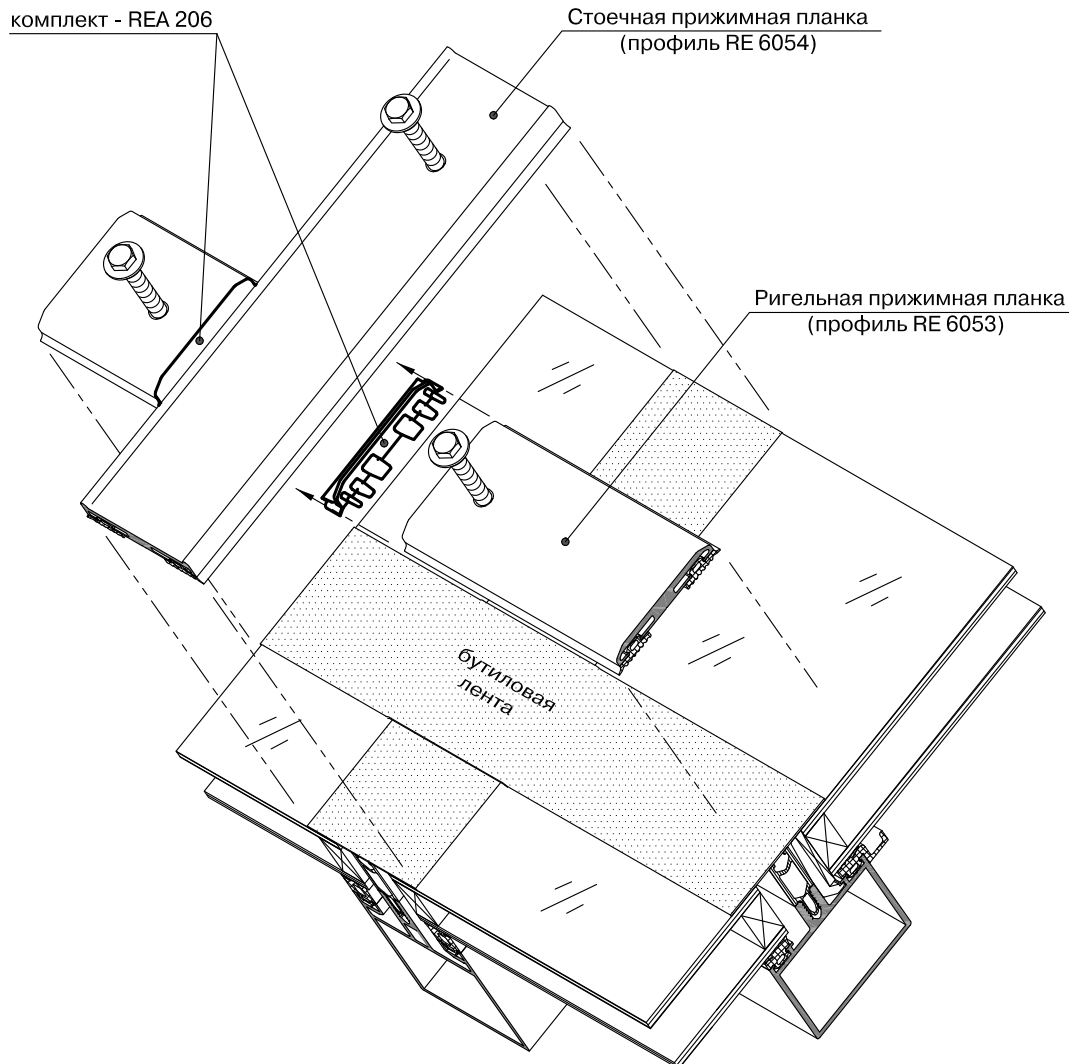 комплект - REA 206
Стоечная прижимная планка
(профиль RE 6054)
Ригельная прижимная планка
(профиль RE 6053)
бутиловая
лента